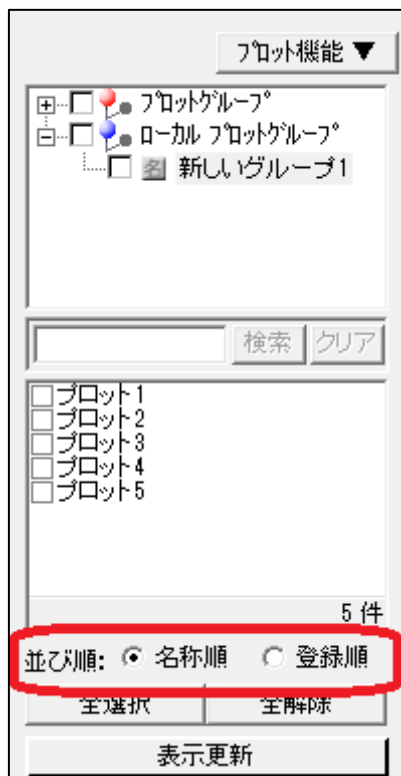 ﾌﾟﾛｯﾄ機能 ▼
ﾌﾟﾛｯﾄｸﾞﾙｰﾌﾟ
ﾛｰｶﾙ ﾌﾟﾛｯﾄｸﾞﾙｰﾌﾟ
名 新しいグループ1
検索 クリア
プロット1
プロット2
プロット3
プロット4
プロット5
5 件
並び順: 名称順 登録順
全選択 全解除
表示更新